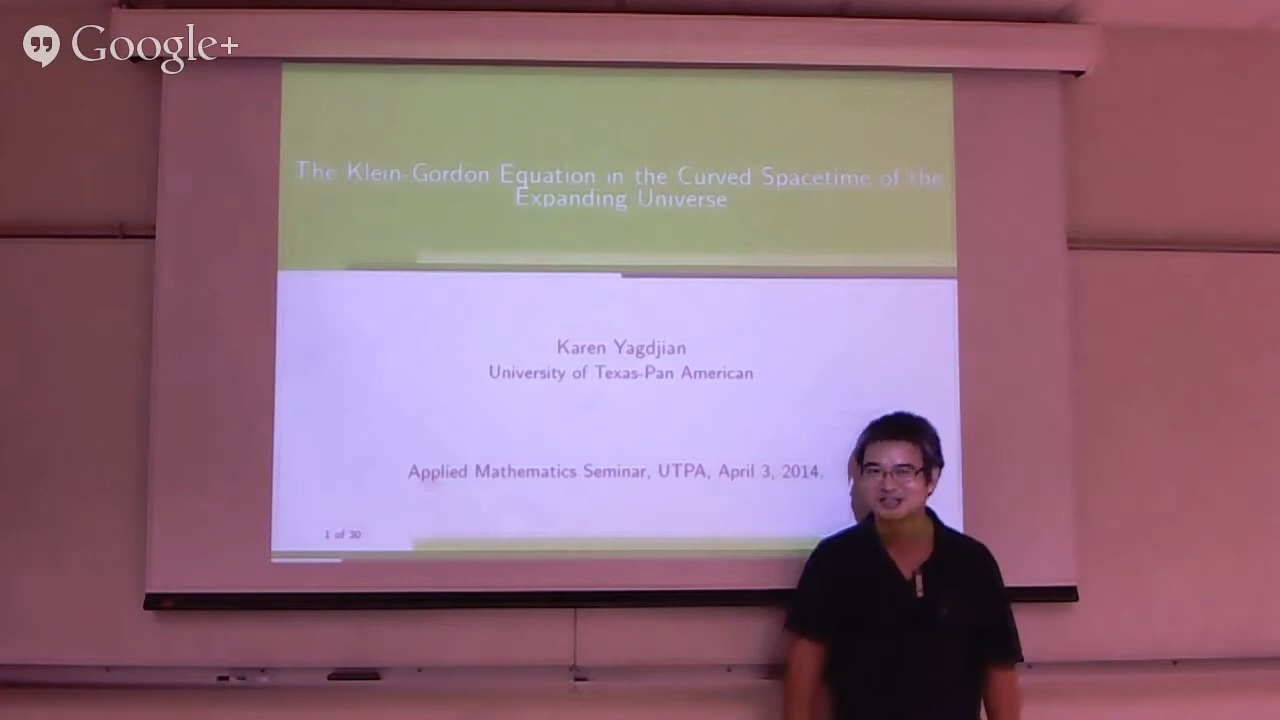 Google+
The Klein-Gordon Equation in the Curved Spacetime of the
Expanding Universe
Karen Yagdjian
University of Texas-Pan American
Applied Mathematics Seminar, UTPA, April 3, 2014.
1 of 30